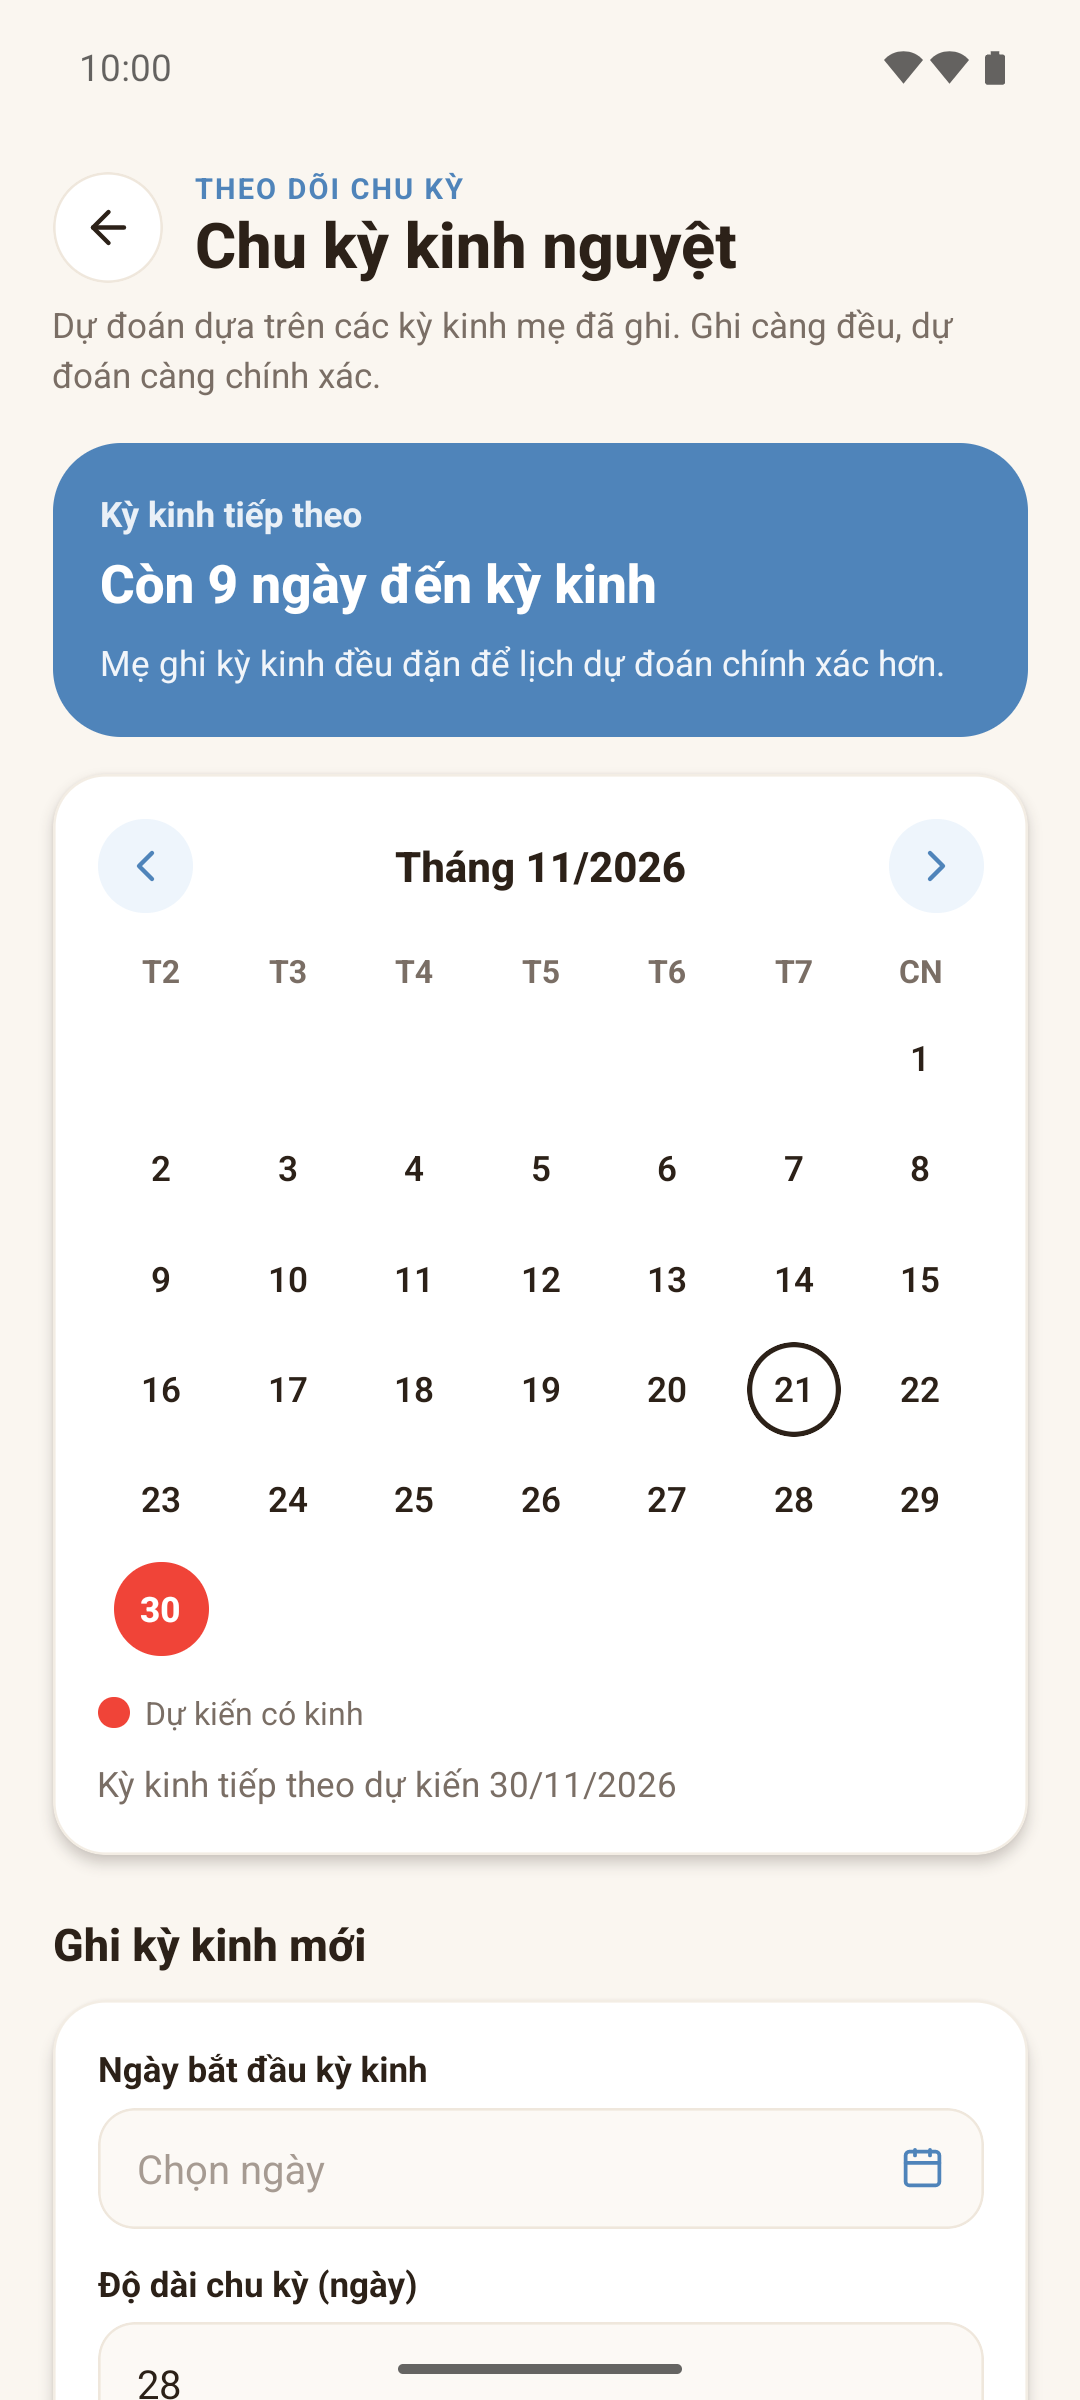 10:00
THEO DÕI CHU KỲ
Chu kỳ kinh nguyệt
Dự đoán dựa trên các kỳ kinh mẹ đã ghi. Ghi càng đều, dự
đoán càng chính xác.
Kỳ kinh tiếp theo
Còn 9 ngày đến kỳ kinh
Mẹ ghi kỳ kinh đều đặn để lịch dự đoán chính xác hơn.
Tháng 11/2026
T2 T3 T4 T5 T6 T7 CN
1
2 3 4 5 6 7 8
9 10 11 12 13 14 15
16 17 18 19 20 21 22
23 24 25 26 27 28 29
30
Dự kiến có kinh
Kỳ kinh tiếp theo dự kiến 30/11/2026
Ghi kỳ kinh mới
Ngày bắt đầu kỳ kinh
Chọn ngày
Độ dài chu kỳ (ngày)
28